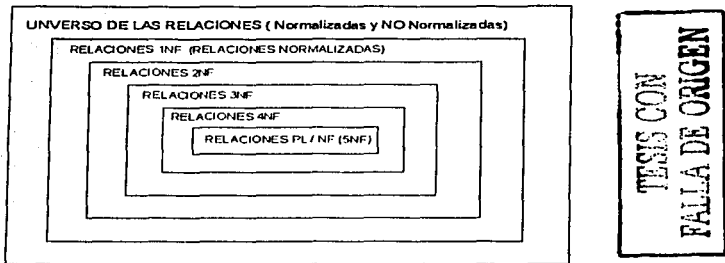 UNVERSO DE LAS RELACIONES ( Normalizadas y NO Normalizadas)
RELACIONES 1NF (RELACIONES NORMALIZADAS)
RELACIONES 2NF
RELACIONES 3NF
RELACIONES 4NF
RELACIONES PL / NF (5NF)
TESIS CON
FALLA DE ORIGEN